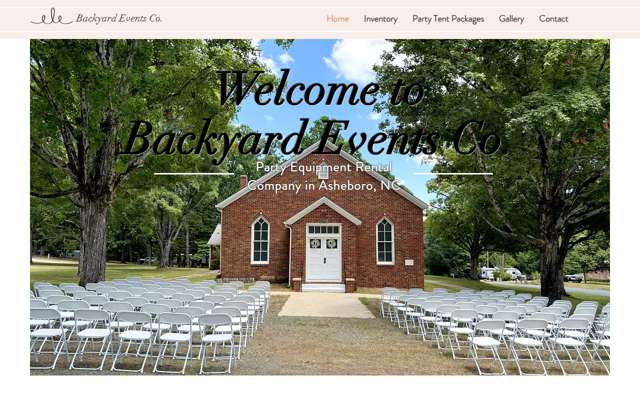 Backyard Events Co.
Home Inventory Party Tent Packages Gallery Contact
Welcome to
Backyard Events Co.
Party Equipment Rental
Company in Asheboro, NC